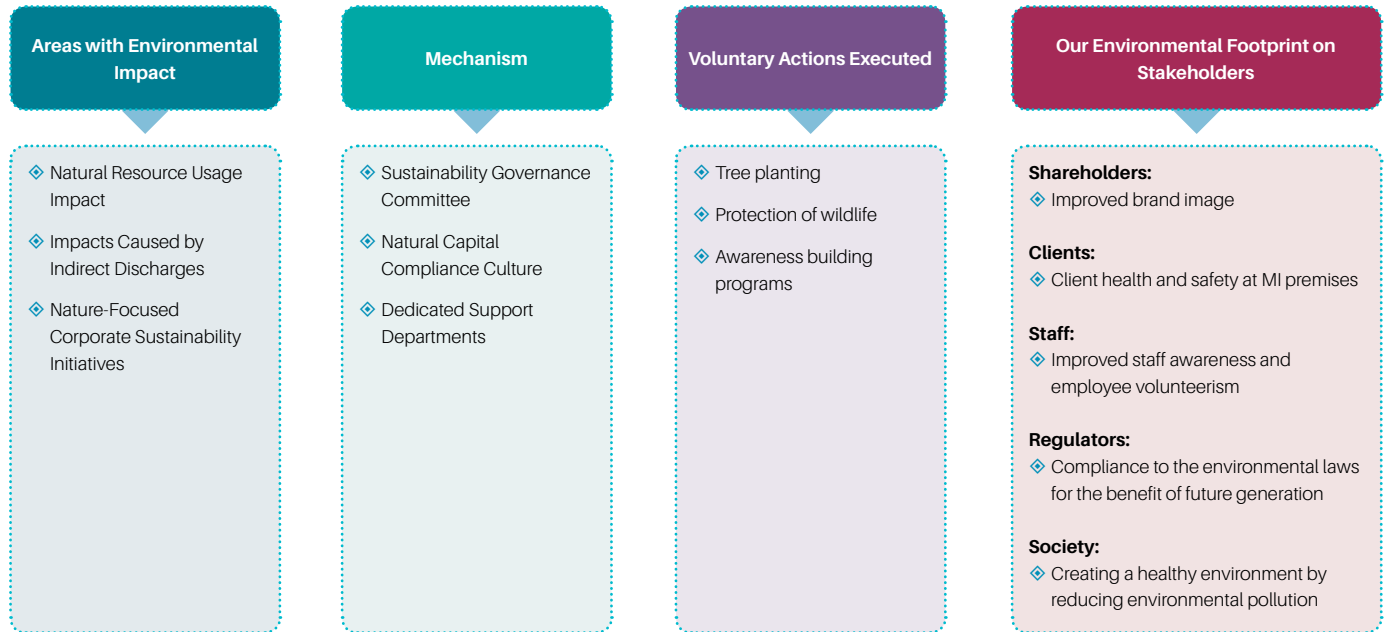 Areas with Environmental
Impact
Natural Resource Usage
Impact
Impacts Caused by
Indirect Discharges
Nature-Focused
Corporate Sustainability
Initiatives
Mechanism
Sustainability Governance
Committee
Natural Capital
Compliance Culture
Dedicated Support
Departments
Voluntary Actions Executed
Tree planting
Protection of wildlife
Awareness building
programs
Our Environmental Footprint on
Stakeholders
Shareholders:
Improved brand image
Clients:
Client health and safety at MI premises
Staff:
Improved staff awareness and
employee volunteerism
Regulators:
Compliance to the environmental laws
for the benefit of future generation
Society:
Creating a healthy environment by
reducing environmental pollution